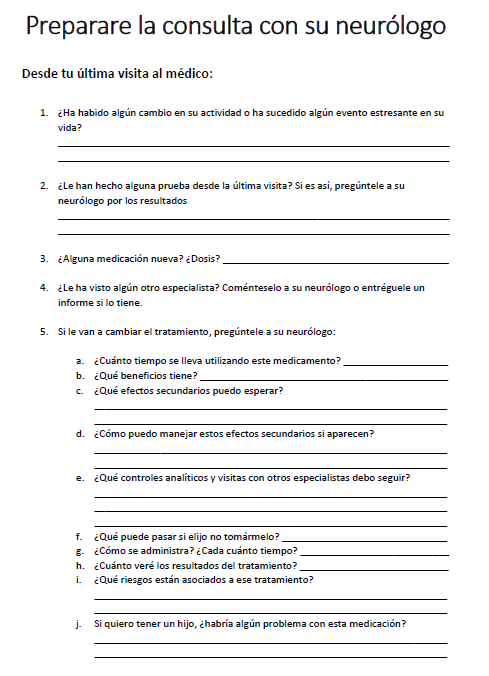 Preparare la consulta con su neurólogo
Desde tu última visita al médico:
1. ¿Ha habido algún cambio en su actividad o ha sucedido algún evento estresante en su
vida?
2. ¿Le han hecho alguna prueba desde la última visita? Si es así, pregúntele a su
neurólogo por los resultados
3. ¿Alguna medicación nueva? ¿Dosis?
4. ¿Le ha visto algún otro especialista? Coménteselo a su neurólogo o entréguele un
informe si lo tiene.
5. Si le van a cambiar el tratamiento, pregúntele a su neurólogo:
a. ¿Cuánto tiempo se lleva utilizando este medicamento?
b. ¿Qué beneficios tiene?
c. ¿Qué efectos secundarios puedo esperar?
d. ¿Cómo puedo manejar estos efectos secundarios si aparecen?
e. ¿Qué controles analíticos y visitas con otros especialistas debo seguir?
f. ¿Qué puede pasar si elijo no tomármelo?
g. ¿Cómo se administra? ¿Cada cuánto tiempo?
h. ¿Cuánto veré los resultados del tratamiento?
i. ¿Qué riesgos están asociados a ese tratamiento?
j. Si quiero tener un hijo, ¿habría algún problema con esta medicación?